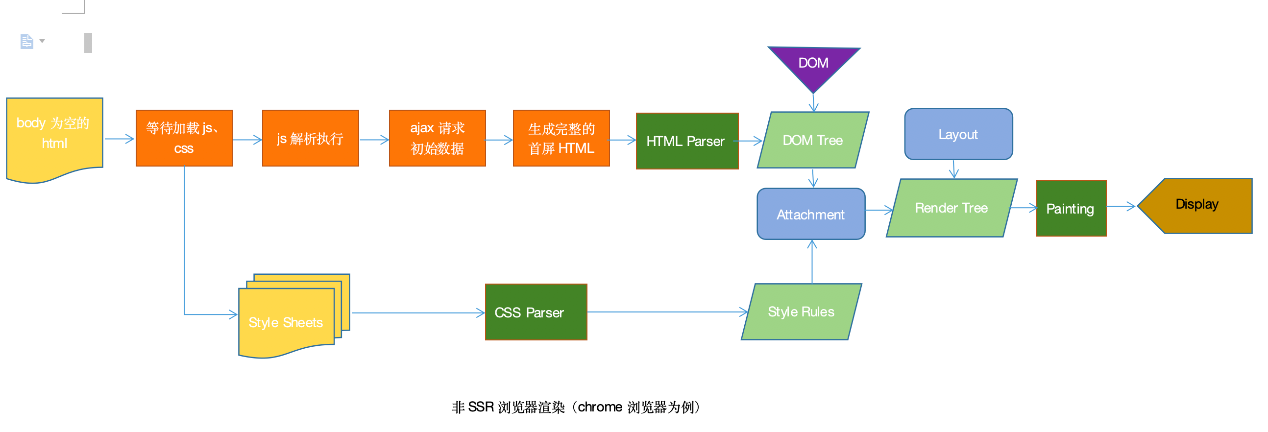 DOM
body 为空的
html
等待加载 js、
css
js 解析执行
ajax 请求
初始数据
生成完整的
首屏 HTML
HTML Parser
DOM Tree
Layout
Attachment
Render Tree
Painting
Display
Style Sheets
CSS Parser
Style Rules
非 SSR 浏览器渲染（chrome 浏览器为例）